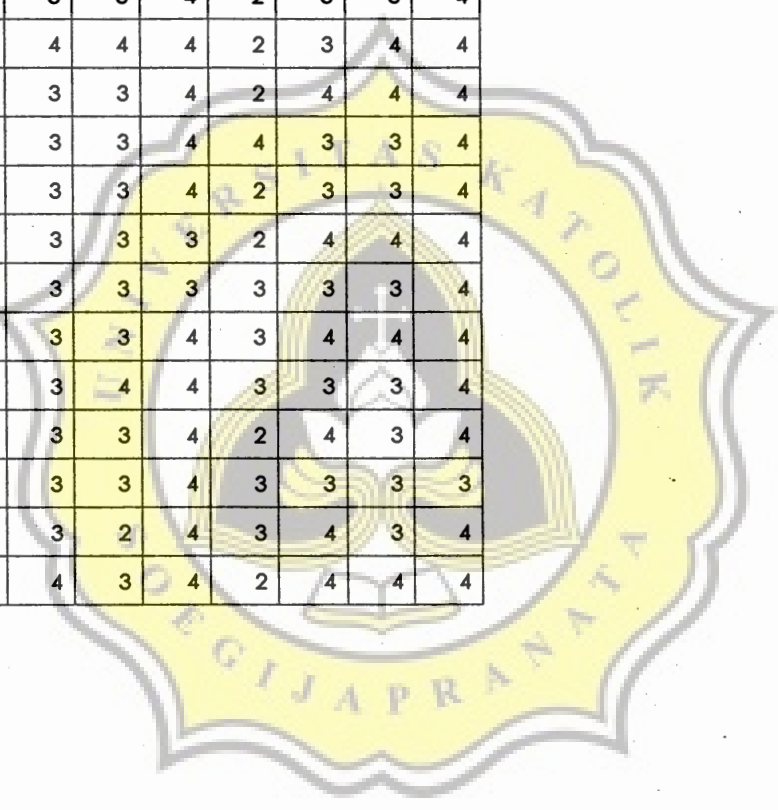 4 4 4 2 3 4 4
3 3 4 2 4 4 4
3 3 4 4 3 3 4
3 3 4 2 3 3 4
3 3 3 2 4 4 4
3 3 3 3 3 3 4
3 3 4 3 4 4 4
3 4 4 3 3 3 4
3 3 4 2 4 3 4
3 3 4 3 3 3 3
3 2 4 3 4 3 4
4 3 4 2 4 4 4
UNIVERSITAS KATOLIK
SOEGIJAPRANATA